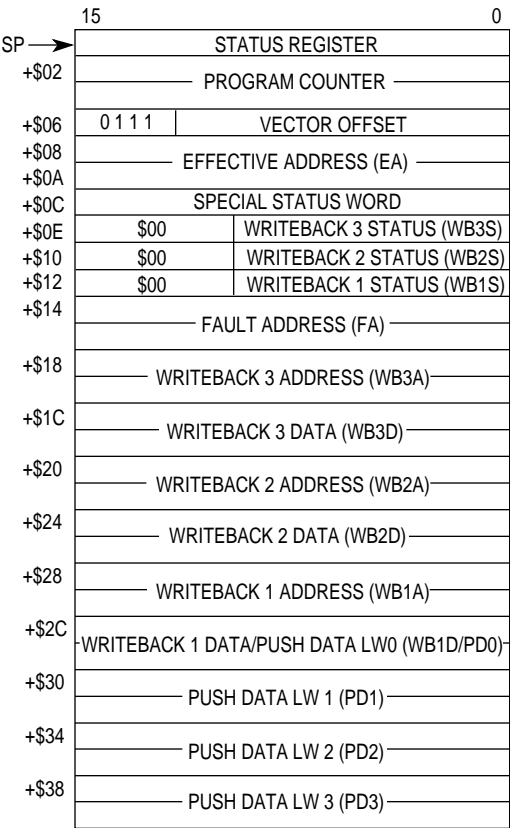 15 0
SP STATUS REGISTER
+$02 PROGRAM COUNTER
+$06 0 1 1 1 VECTOR OFFSET
+$08 EFFECTIVE ADDRESS (EA)
+$0A
+$0C SPECIAL STATUS WORD
+$0E $00 WRITEBACK 3 STATUS (WB3S)
+$10 $00 WRITEBACK 2 STATUS (WB2S)
+$12 $00 WRITEBACK 1 STATUS (WB1S)
+$14 FAULT ADDRESS (FA)
+$18 WRITEBACK 3 ADDRESS (WB3A)
+$1C WRITEBACK 3 DATA (WB3D)
+$20 WRITEBACK 2 ADDRESS (WB2A)
+$24 WRITEBACK 2 DATA (WB2D)
+$28 WRITEBACK 1 ADDRESS (WB1A)
+$2C WRITEBACK 1 DATA/PUSH DATA LW0 (WB1D/PD0)
+$30 PUSH DATA LW 1 (PD1)
+$34 PUSH DATA LW 2 (PD2)
+$38 PUSH DATA LW 3 (PD3)